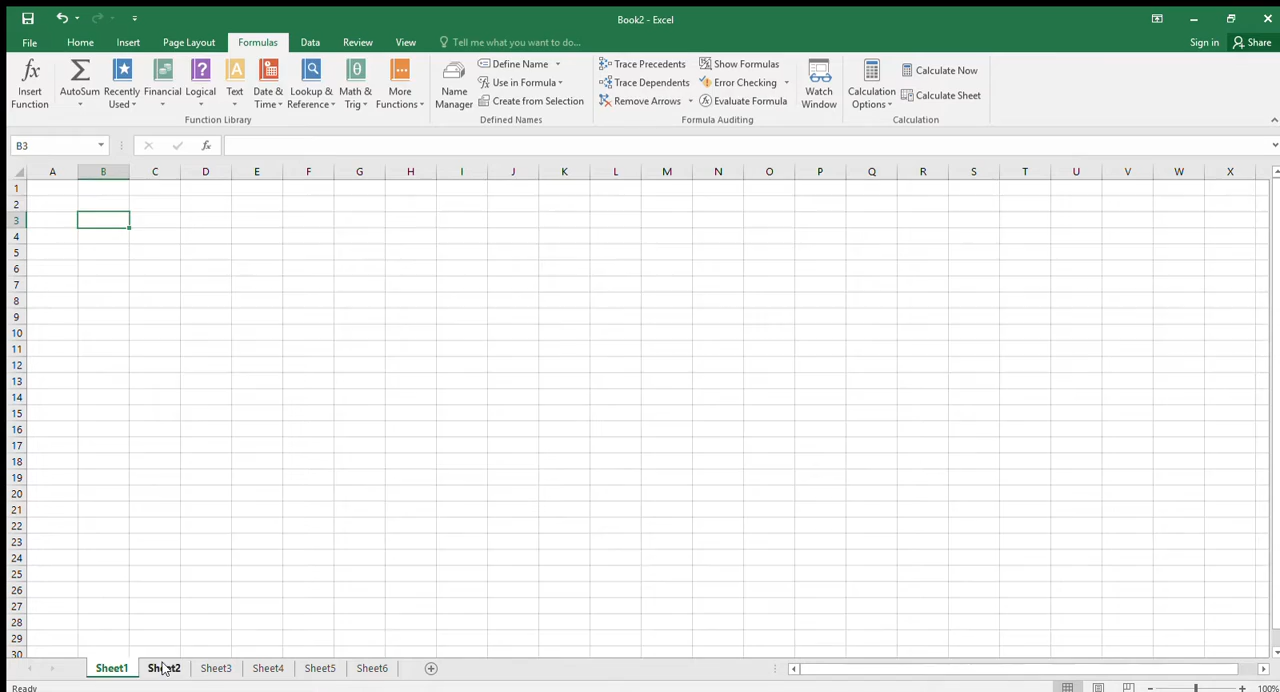 Book2 - Excel
File Home Insert Page Layout Formulas Data Review View Tell me what you want to do... Sign in Share
Insert Function
AutoSum
Recently Used
Financial
Logical
Text
Date & Time
Lookup & Reference
Math & Trig
More Functions
Function Library
Name Manager
Define Name
Use in Formula
Create from Selection
Defined Names
Trace Precedents
Trace Dependents
Remove Arrows
Show Formulas
Error Checking
Evaluate Formula
Formula Auditing
Watch Window
Calculation Options
Calculate Now
Calculate Sheet
Calculation
B3 fx
A B C D E F G H I J K L M N O P Q R S T U V W X
1
2
3
4
5
6
7
8
9
10
11
12
13
14
15
16
17
18
19
20
21
22
23
24
25
26
27
28
29
30
Sheet1 Sheet2 Sheet3 Sheet4 Sheet5 Sheet6
Ready 100%